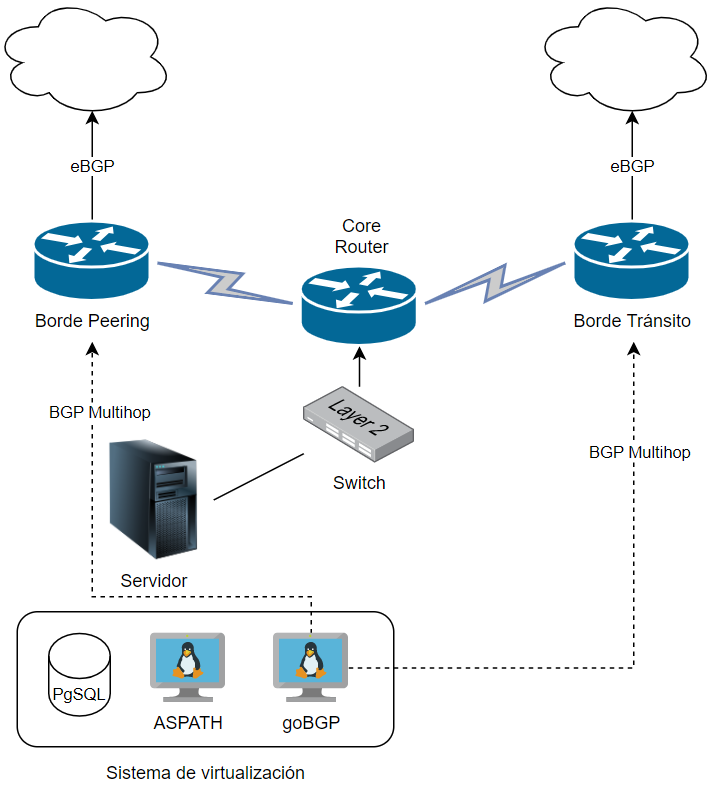 eBGP
eBGP
Core
Router
Borde Peering
Borde Tránsito
BGP Multihop
Layer 2
BGP Multihop
Switch
Servidor
PgSQL
ASPATH
goBGP
Sistema de virtualización